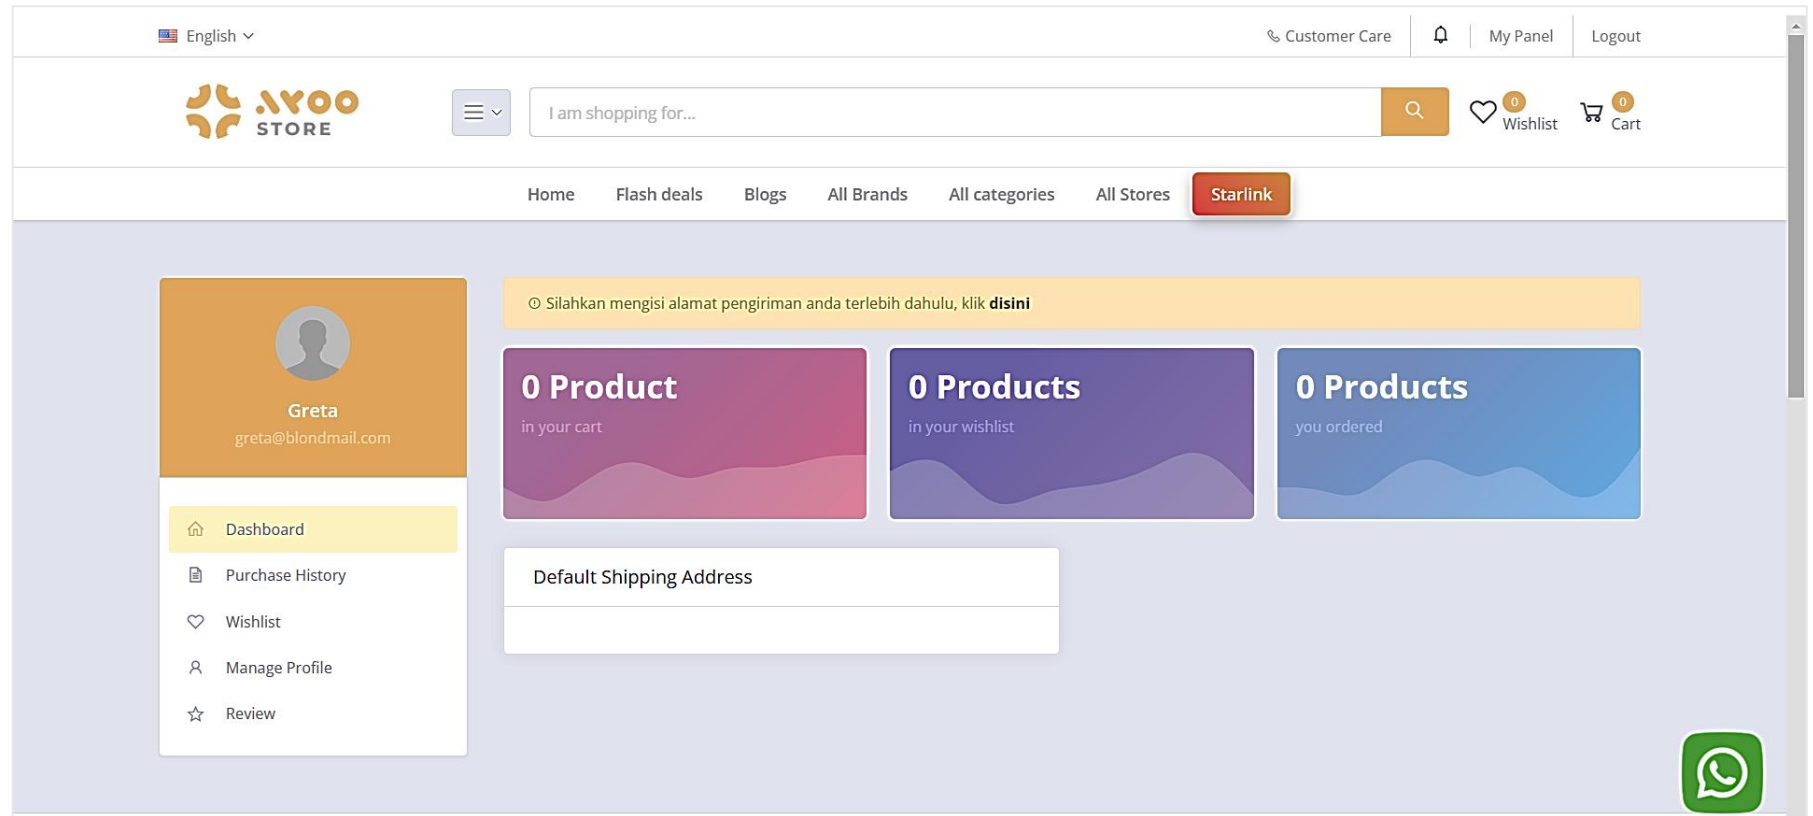 English
Customer Care
My Panel
Logout
AYOO
STORE
I am shopping for...
0
Wishlist
0
Cart
Home
Flash deals
Blogs
All Brands
All categories
All Stores
Starlink
Greta
greta@blondmail.com
Dashboard
Purchase History
Wishlist
Manage Profile
Review
Silahkan mengisi alamat pengiriman anda terlebih dahulu, klik disini
0 Product
in your cart
0 Products
in your wishlist
0 Products
you ordered
Default Shipping Address